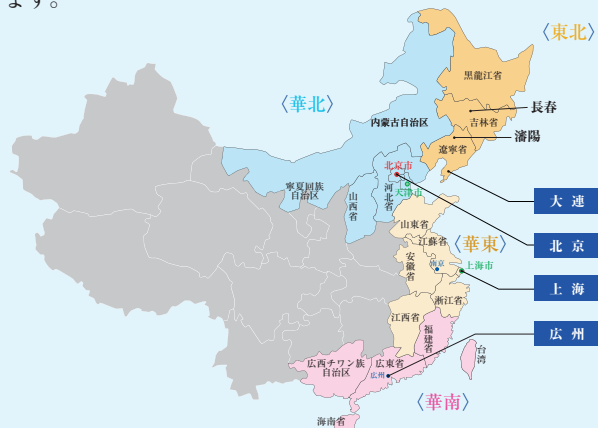 ます。
〈東北〉
黒龍江省
長春
吉林省
〈華北〉
内蒙古自治区
瀋陽
遼寧省
北京市
天津市
寧夏回族
自治区
山西省
河北省
大連
山東省
江蘇省
〈華東〉
北京
安徽省
南京
上海市
上海
浙江省
江西省
福建省
広州
台湾
広西チワン族
自治区
広東省
広州
〈華南〉
海南省